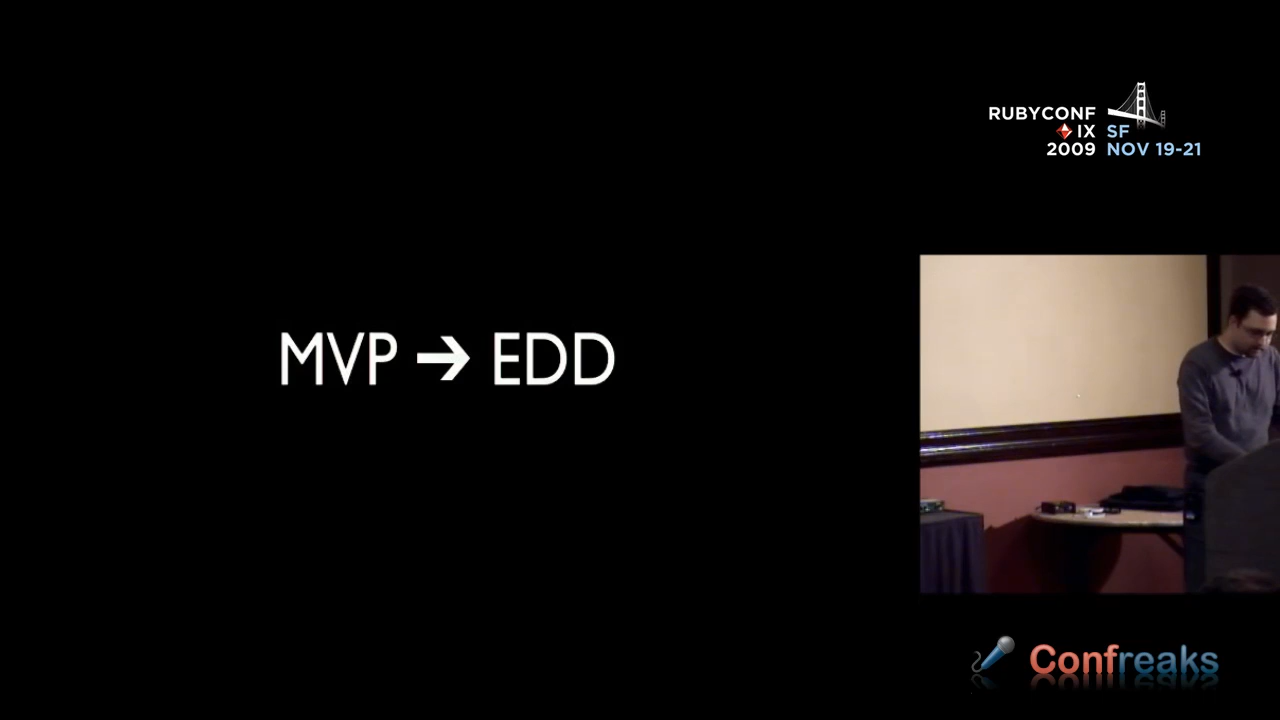 MVP → EDD
RUBYCONF
IX SF
2009 NOV 19-21
Confreaks